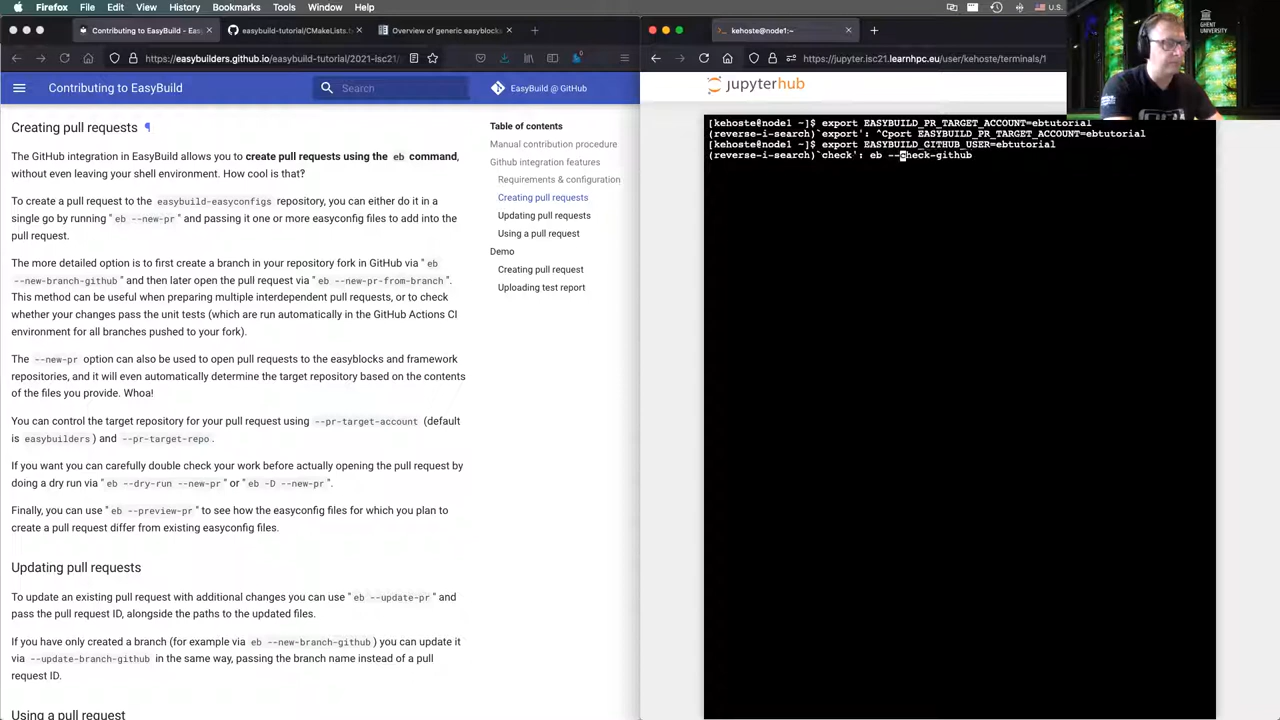 Firefox File Edit View History Bookmarks Tools Window Help
Contributing to EasyBuild - Easy
easybuild-tutorial/CMakeLists.t
Overview of generic easyblocks
https://easybuilders.github.io/easybuild-tutorial/2021-isc21/
Contributing to EasyBuild
Search
EasyBuild @ GitHub
Creating pull requests ¶
The GitHub integration in EasyBuild allows you to create pull requests using the eb command,
without even leaving your shell environment. How cool is that?
To create a pull request to the easybuild-easyconfigs repository, you can either do it in a
single go by running " eb --new-pr " and passing it one or more easyconfig files to add into the
pull request.
The more detailed option is to first create a branch in your repository fork in GitHub via " eb
--new-branch-github " and then later open the pull request via " eb --new-pr-from-branch ".
This method can be useful when preparing multiple interdependent pull requests, or to check
whether your changes pass the unit tests (which are run automatically in the GitHub Actions CI
environment for all branches pushed to your fork).
The --new-pr option can also be used to open pull requests to the easyblocks and framework
repositories, and it will even automatically determine the target repository based on the contents
of the files you provide. Whoa!
You can control the target repository for your pull request using --pr-target-account (default
is easybuilders ) and --pr-target-repo .
If you want you can carefully double check your work before actually opening the pull request by
doing a dry run via " eb --dry-run --new-pr " or " eb -D --new-pr ".
Finally, you can use " eb --preview-pr " to see how the easyconfig files for which you plan to
create a pull request differ from existing easyconfig files.
Updating pull requests
To update an existing pull request with additional changes you can use " eb --update-pr " and
pass the pull request ID, alongside the paths to the updated files.
If you have only created a branch (for example via eb --new-branch-github ) you can update it
via --update-branch-github in the same way, passing the branch name instead of a pull
request ID.
Using a pull request
Table of contents
Manual contribution procedure
Github integration features
Requirements & configuration
Creating pull requests
Updating pull requests
Using a pull request
Demo
Creating pull request
Uploading test report
kehoste@node1:~
https://jupyter.isc21.learnhpc.eu/user/kehoste/terminals/1
jupyterhub
[kehoste@node1 ~]$ export EASYBUILD_PR_TARGET_ACCOUNT=ebtutorial
(reverse-i-search)`export': ^Cport EASYBUILD_PR_TARGET_ACCOUNT=ebtutorial
[kehoste@node1 ~]$ export EASYBUILD_GITHUB_USER=ebtutorial
(reverse-i-search)`check': eb --check-github
GHENT
UNIVERSITY